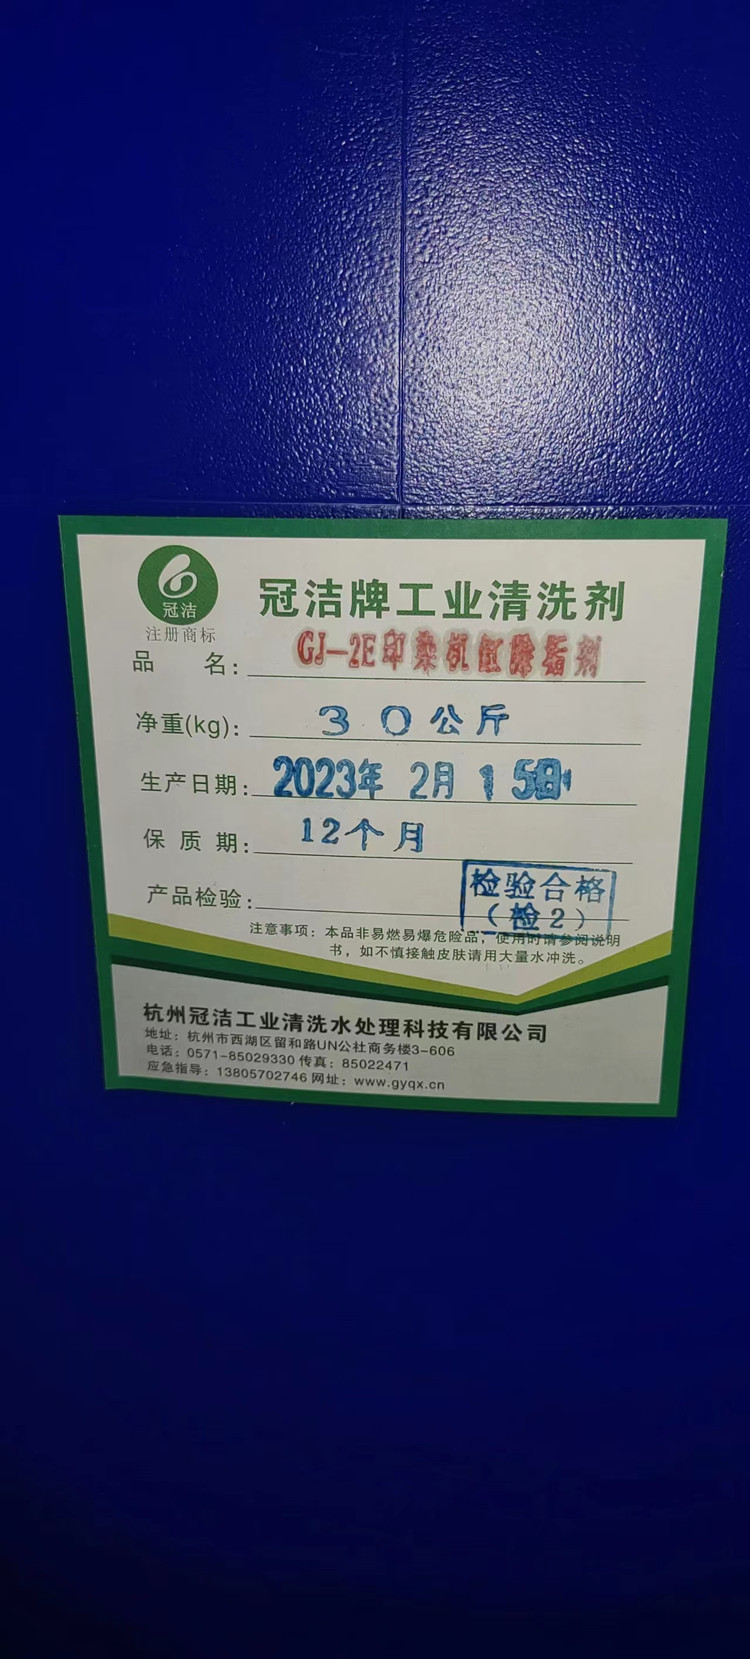 冠洁
注册商标
冠洁牌工业清洗剂
品 名: GJ-2E印染机缸除垢剂
净重(kg): 30公斤
生产日期: 2023年 2月 15日
保质期: 12个月
产品检验: 检验合格
(检2)
注意事项: 本品非易燃易爆危险品, 使用时请参阅说明
书, 如不慎接触皮肤请用大量水冲洗。
杭州冠洁工业清洗水处理科技有限公司
地址: 杭州市西湖区留和路UN公社商务楼3-606
电话: 0571-85029330 传真: 85022471
应急指导: 13805702746 网址: www.gyqx.cn